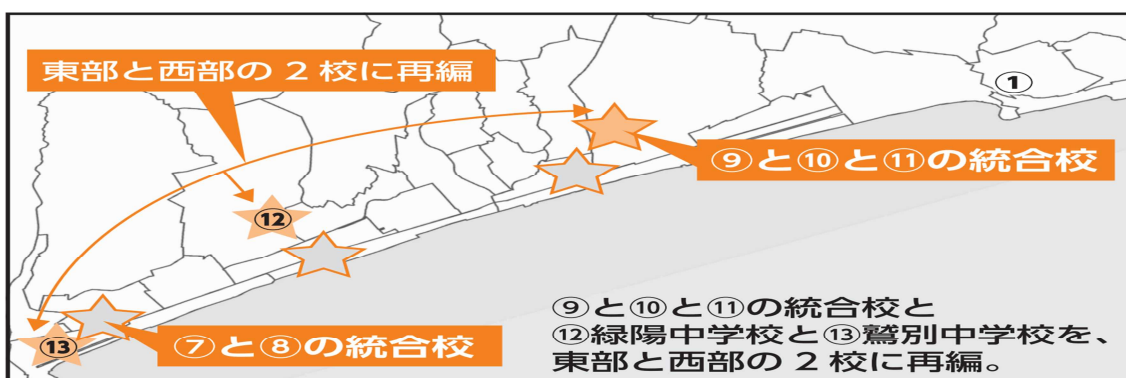 東部と西部の2校に再編
①
⑨と⑩と⑪の統合校
⑫
⑬
⑦と⑧の統合校
⑨と⑩と⑪の統合校と
⑫緑陽中学校と⑬鷲別中学校を、
東部と西部の2校に再編。